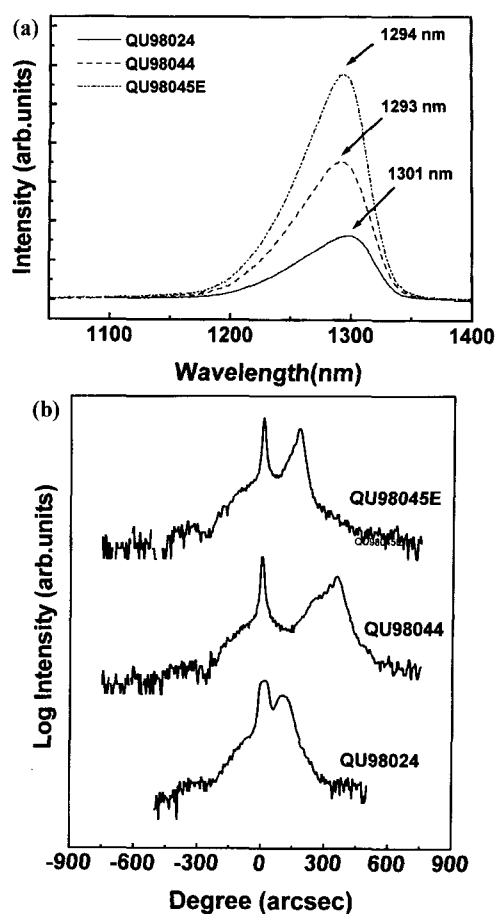 (a)
QU98024
QU98044
QU98045E
1294 nm
1293 nm
1301 nm
Intensity (arb.units)
1100 1200 1300 1400
Wavelength(nm)
(b)
QU98045E
QU98044
QU98024
Log Intensity (arb.units)
-900 -600 -300 0 300 600 900
Degree (arcsec)